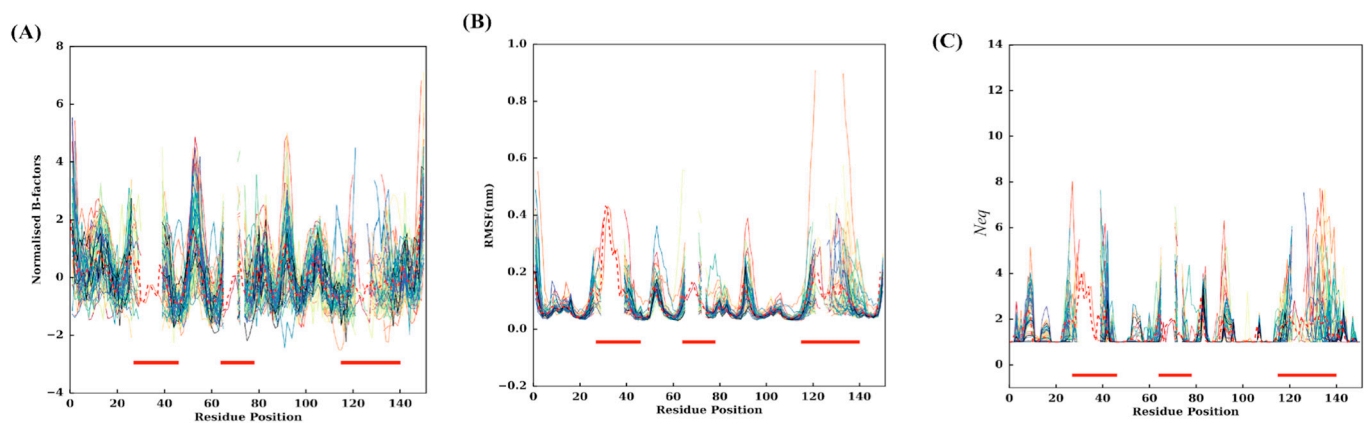 (A)
8
6
4
2
0
−2
−4
Normalised B-factors
0 20 40 60 80 100 120 140
Residue Position
(B)
1.0
0.8
0.6
0.4
0.2
0.0
−0.2
RMSF(nm)
0 20 40 60 80 100 120 140
Residue Position
(C)
14
12
10
8
6
4
2
0
Neq
0 20 40 60 80 100 120 140
Residue Position